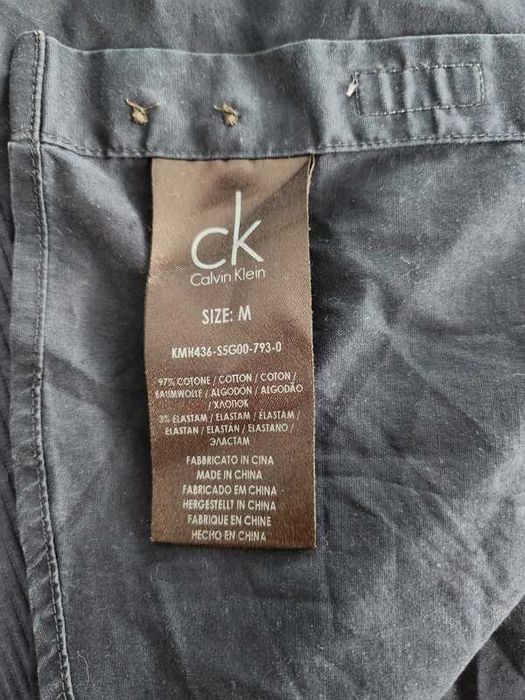 ck
Calvin Klein
SIZE: M
KMH436-S5G00-793-0
97% COTONE / COTTON / COTON /
BAUMWOLLE / ALGODÓN / ALGODÃO
/ ХЛОПОК
3% ELASTAM / ELASTAM / ÉLASTAM /
ELASTAN / ELASTÁN / ELASTANO /
ЭЛАСТАМ
FABBRICATO IN CINA
MADE IN CHINA
FABRICADO EM CHINA
HERGESTELLT IN CHINA
FABRIQUE EN CHINE
HECHO EN CHINA